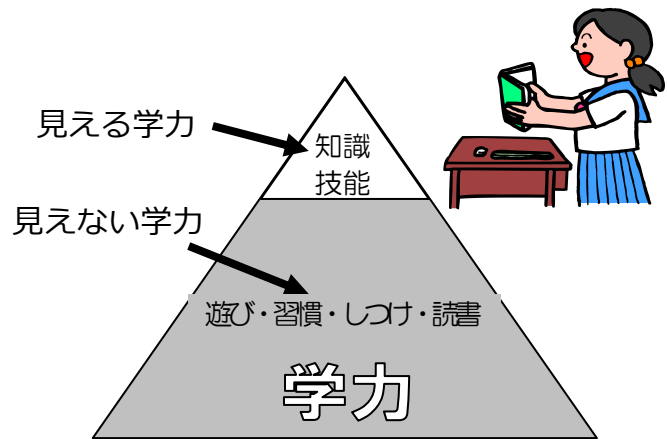 見える学力
知識
技能
見えない学力
遊び・習慣・しつけ・読書
学力